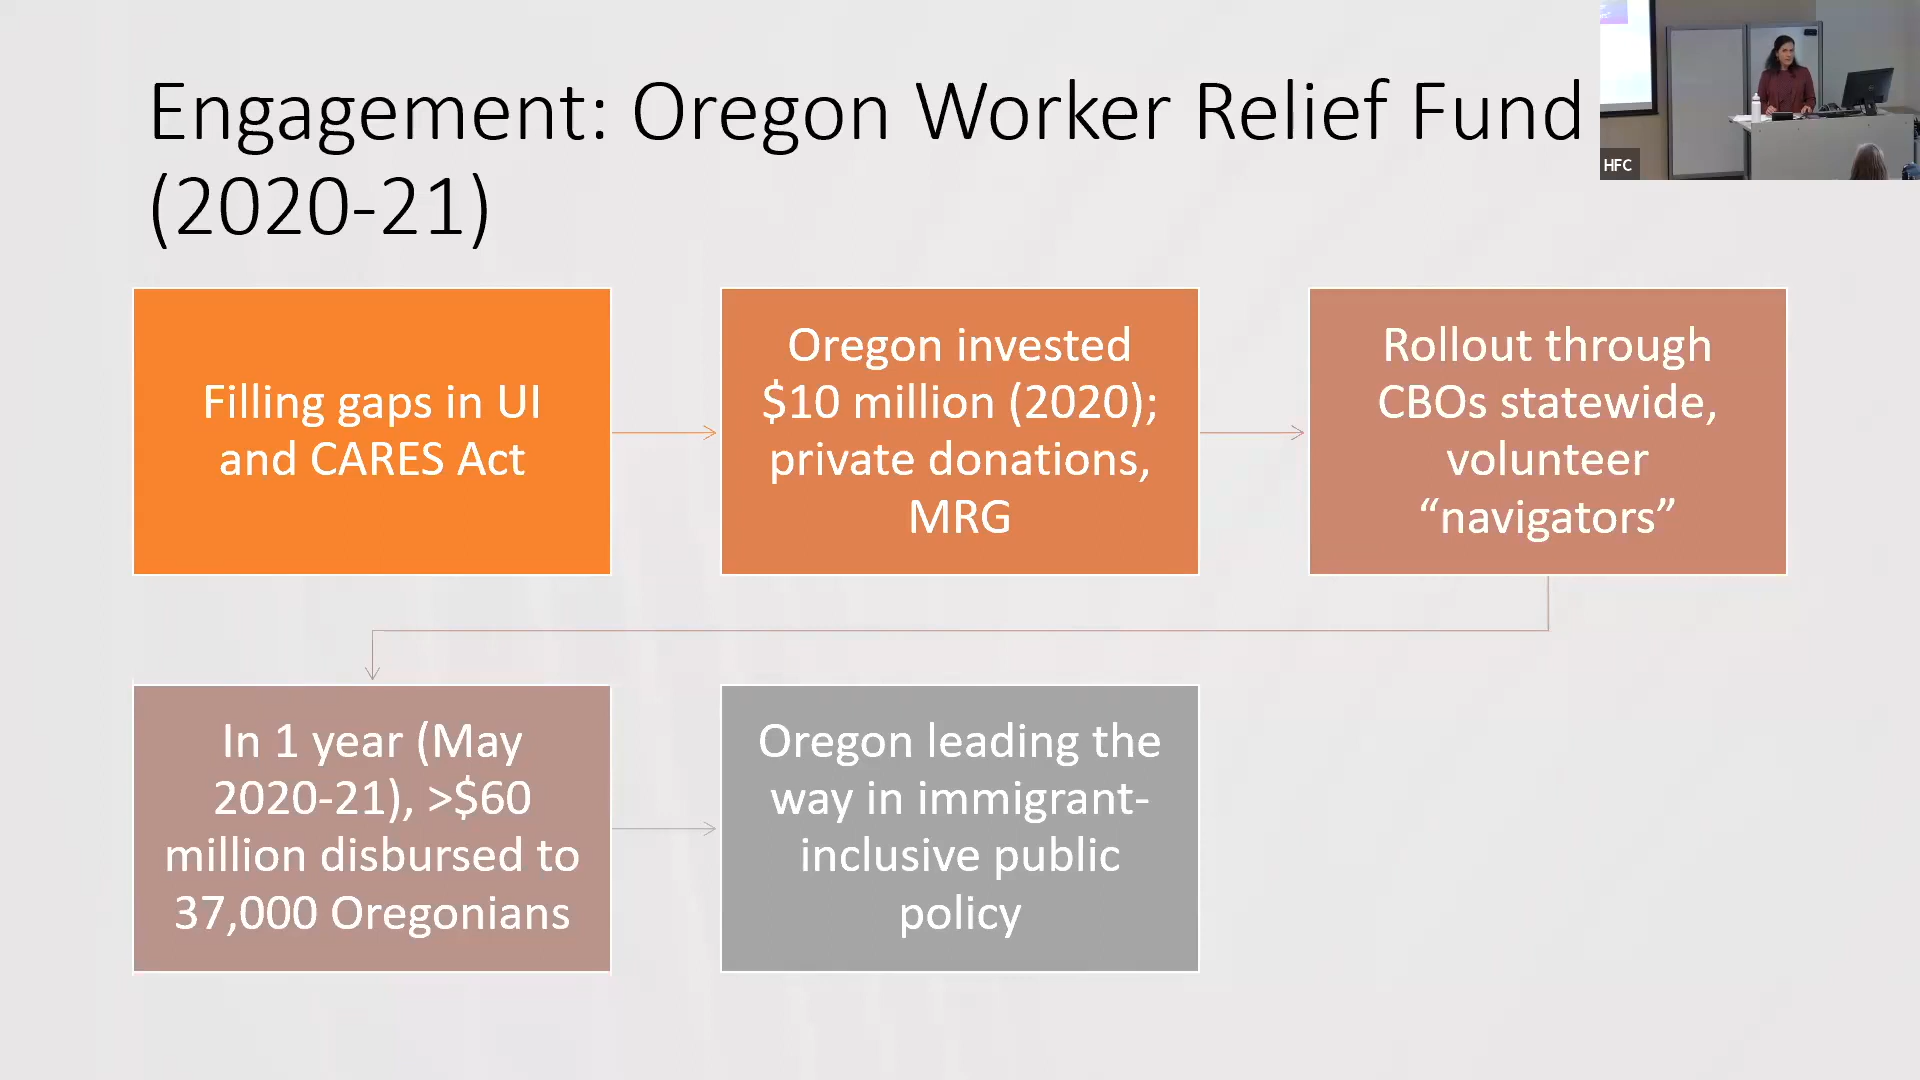 Engagement: Oregon Worker Relief Fund
(2020-21)
HFC
Filling gaps in UI
and CARES Act
Oregon invested
$10 million (2020);
private donations,
MRG
Rollout through
CBOs statewide,
volunteer
“navigators”
In 1 year (May
2020-21), >$60
million disbursed to
37,000 Oregonians
Oregon leading the
way in immigrant-
inclusive public
policy